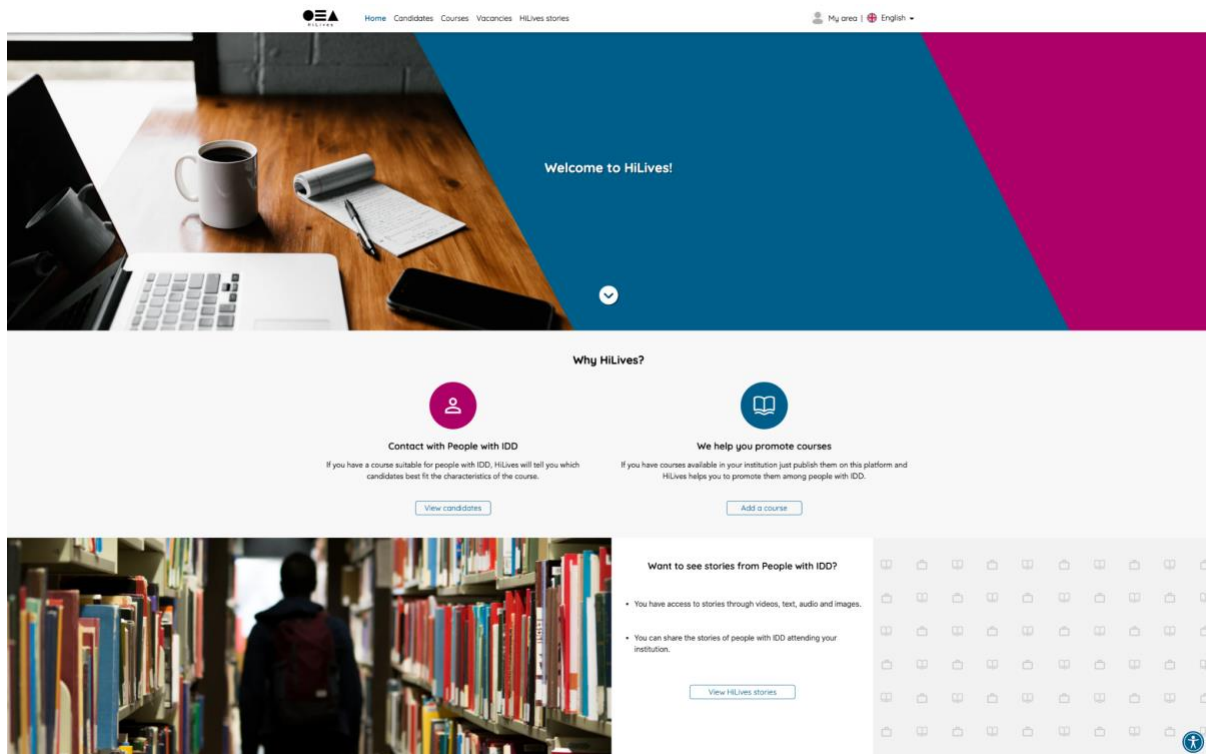 HiLives
Home Candidates Courses Vacancies HiLives stories
My area | English
Welcome to HiLives!
Why HiLives?
Contact with People with IDD
If you have a course suitable for people with IDD, HiLives will tell you which
candidates best fit the characteristics of the course.
View candidates
We help you promote courses
If you have courses available in your institution just publish them on this platform and
HiLives helps you to promote them among people with IDD.
Add a course
Want to see stories from People with IDD?
• You have access to stories through videos, text, audio and images.
• You can share the stories of people with IDD attending your
institution.
View HiLives stories